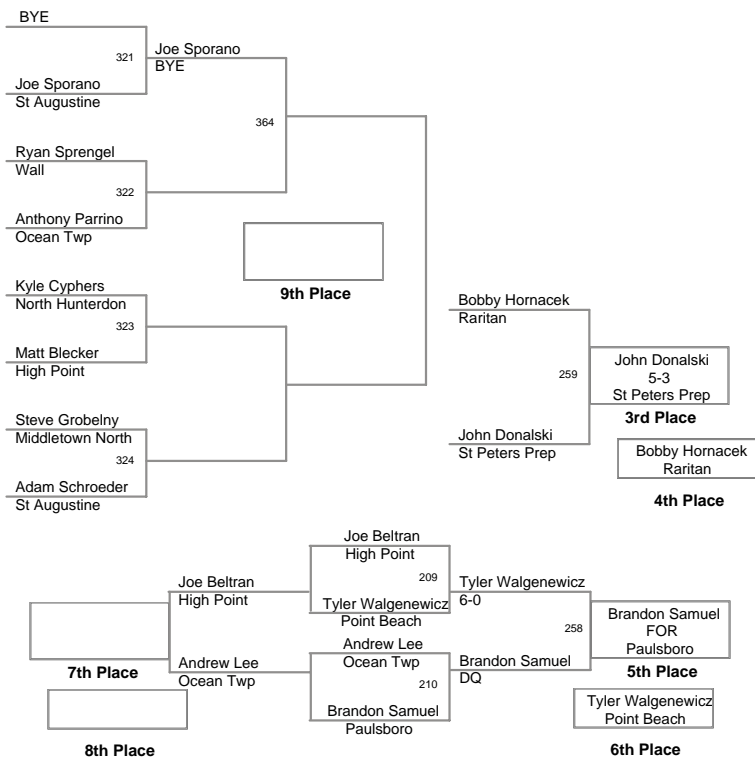 BYE
321
Joe Sporano
St Augustine
Joe Sporano
BYE
364
Ryan Sprengel
Wall
322
Anthony Parrino
Ocean Twp
9th Place
Kyle Cyphers
North Hunterdon
323
Matt Blecker
High Point
Steve Grobelny
Middletown North
324
Adam Schroeder
St Augustine
Bobby Hornacek
Raritan
259
John Donalski
St Peters Prep
John Donalski
5-3
St Peters Prep
3rd Place
Bobby Hornacek
Raritan
4th Place
Joe Beltran
High Point
209
Tyler Walgenewicz
Point Beach
Joe Beltran
High Point
Andrew Lee
Ocean Twp
7th Place
8th Place
Andrew Lee
Ocean Twp
210
Brandon Samuel
Paulsboro
Tyler Walgenewicz
6-0
258
Brandon Samuel
DQ
Brandon Samuel
FOR
Paulsboro
5th Place
Tyler Walgenewicz
Point Beach
6th Place